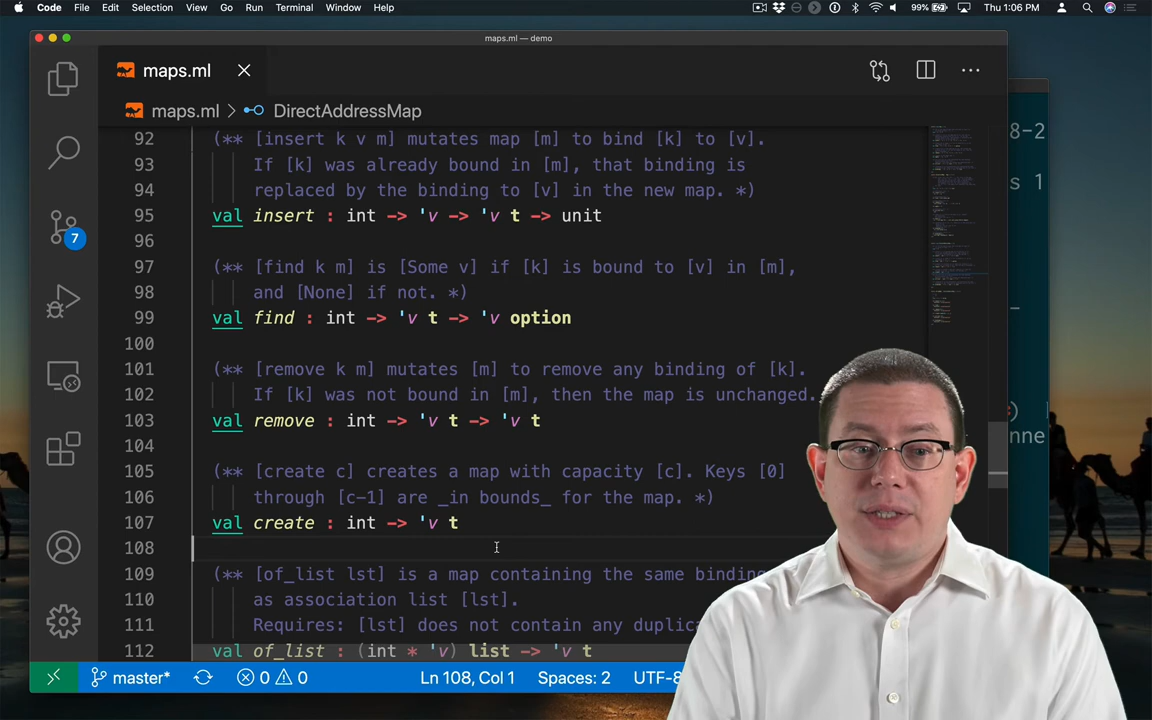 Code File Edit Selection View Go Run Terminal Window Help 99% Thu 1:06 PM
maps.ml — demo
maps.ml
maps.ml > DirectAddressMap
92 (** [insert k v m] mutates map [m] to bind [k] to [v].
93 If [k] was already bound in [m], that binding is
94 replaced by the binding to [v] in the new map. *)
95 val insert : int -> 'v -> 'v t -> unit
96
97 (** [find k m] is [Some v] if [k] is bound to [v] in [m],
98 and [None] if not. *)
99 val find : int -> 'v t -> 'v option
100
101 (** [remove k m] mutates [m] to remove any binding of [k].
102 If [k] was not bound in [m], then the map is unchanged.
103 val remove : int -> 'v t -> 'v t
104
105 (** [create c] creates a map with capacity [c]. Keys [0]
106 through [c-1] are _in bounds_ for the map. *)
107 val create : int -> 'v t
108
109 (** [of_list lst] is a map containing the same binding
110 as association list [lst].
111 Requires: [lst] does not contain any duplica
112 val of_list : (int * 'v) list -> 'v t
8-2
s 1
nne
7
master* 0 0 Ln 108, Col 1 Spaces: 2 UTF-8